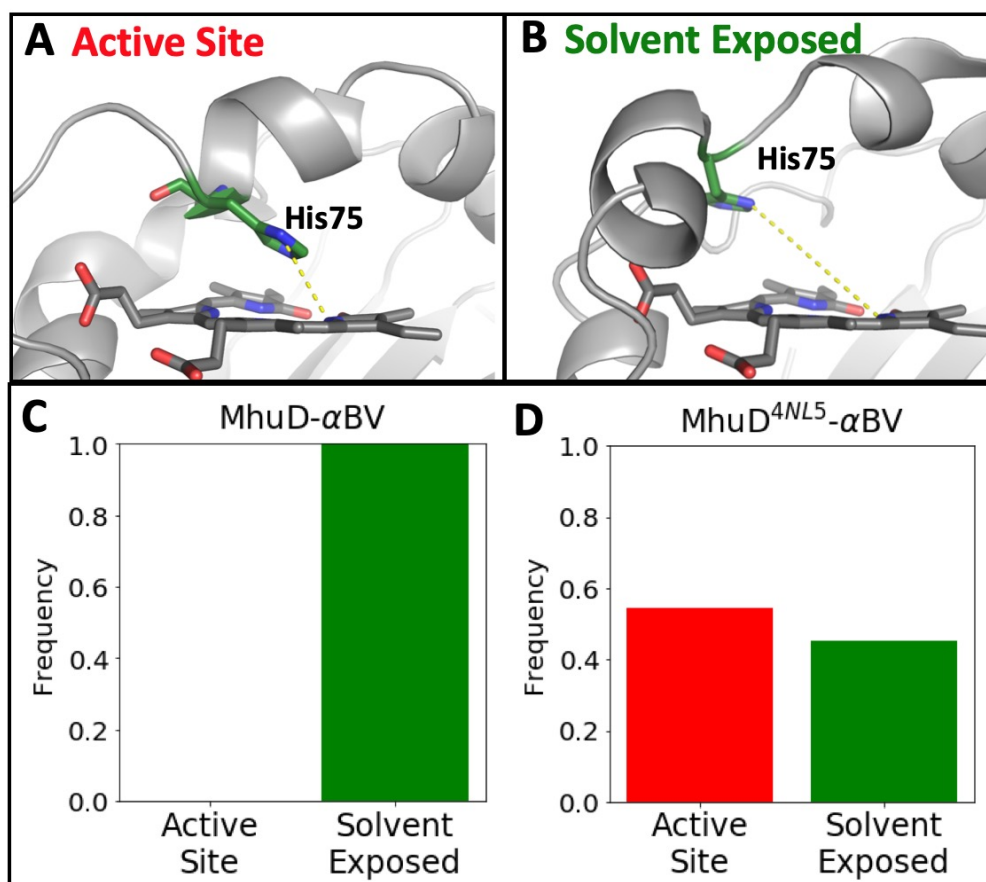 A Active Site
His75
B Solvent Exposed
His75
C
MhuD-αBV
Frequency
1.0
0.8
0.6
0.4
0.2
0.0
Active
Site
Solvent
Exposed
D
MhuD4NL5-αBV
Frequency
1.0
0.8
0.6
0.4
0.2
0.0
Active
Site
Solvent
Exposed